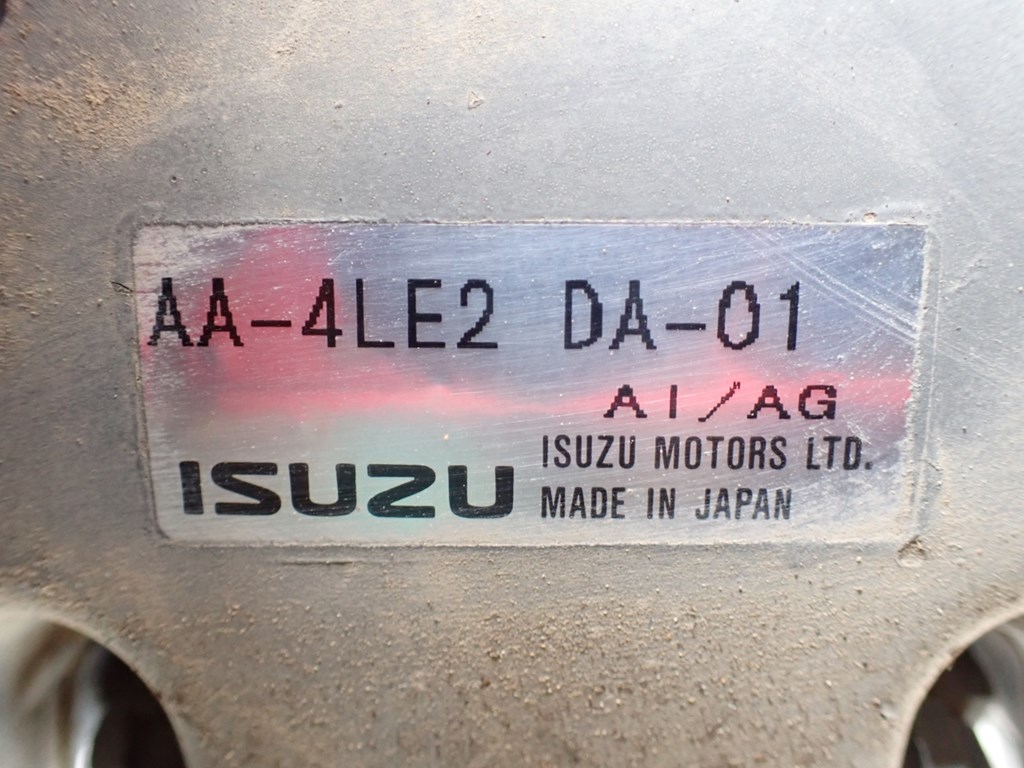 AA-4LE2 DA-01
AI/AG
ISUZU
ISUZU MOTORS LTD.
MADE IN JAPAN